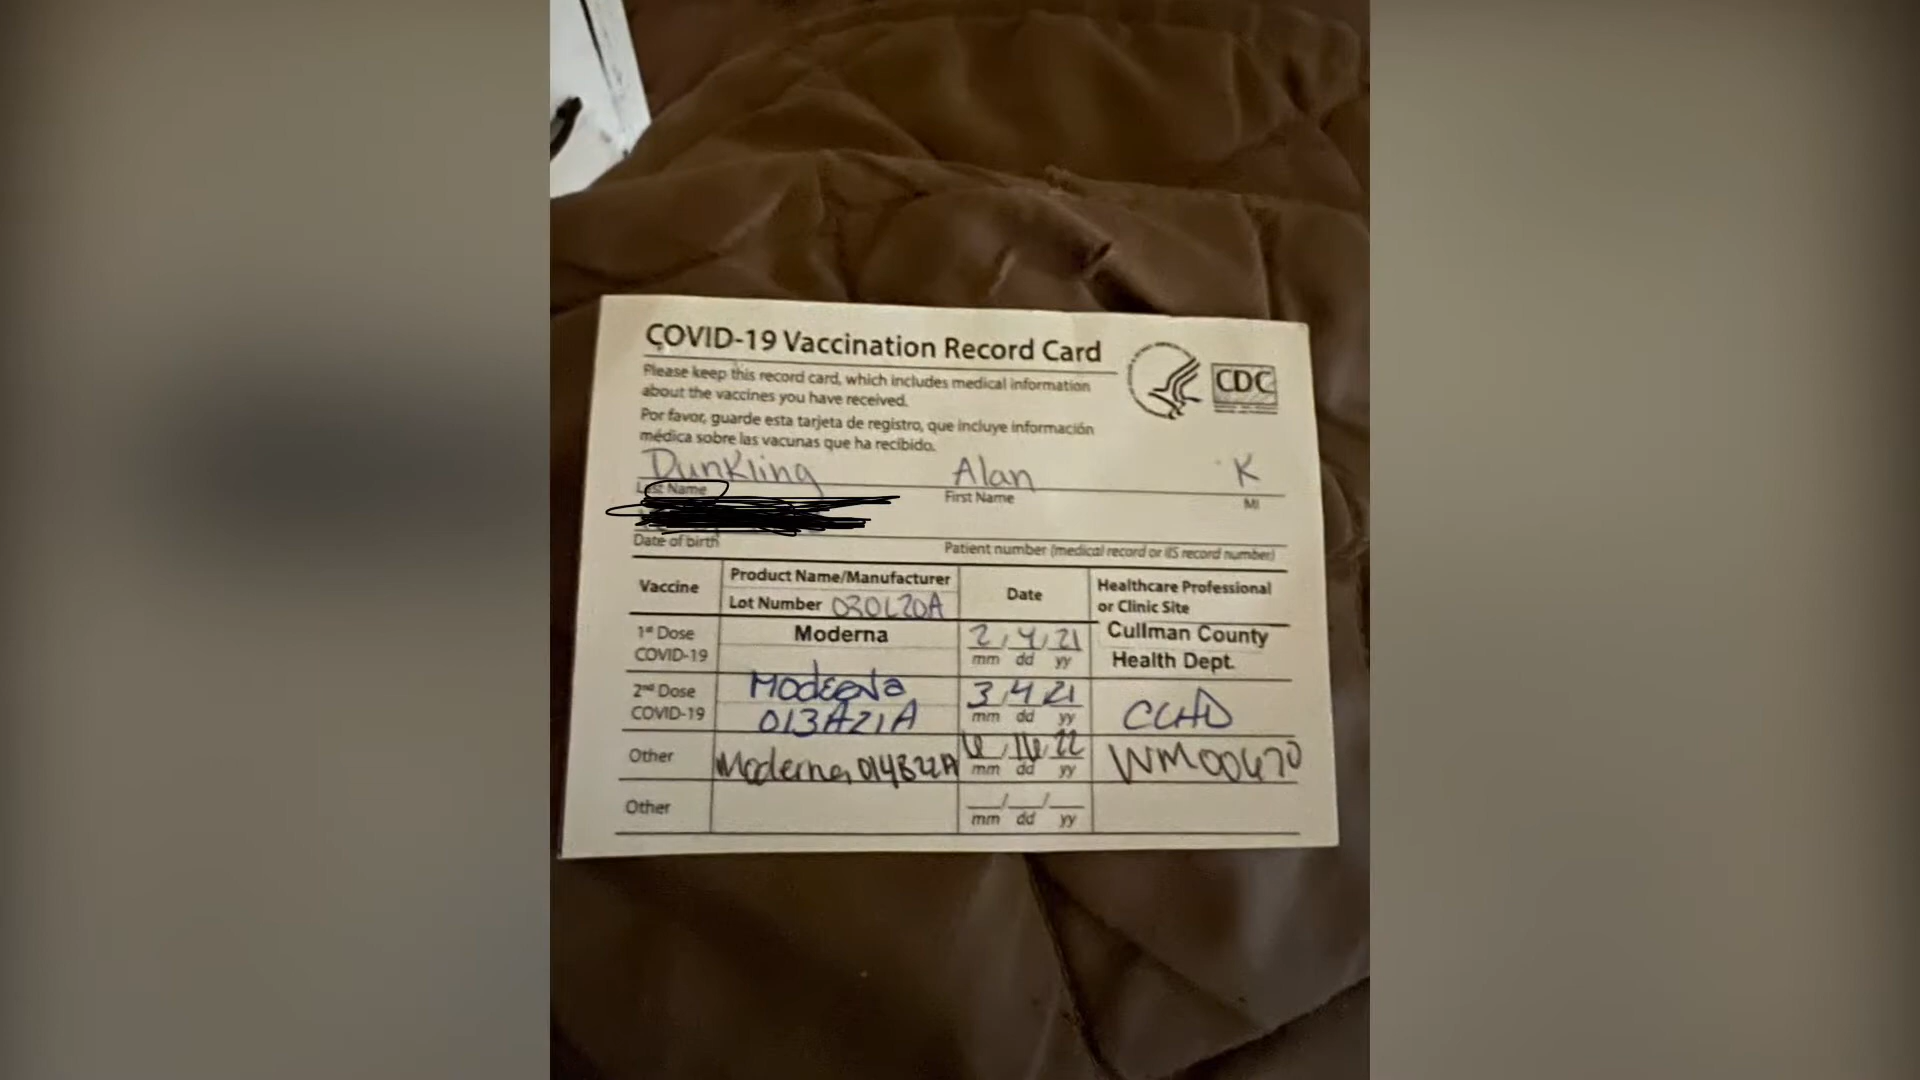 COVID-19 Vaccination Record Card
CDC
Please keep this record card, which includes medical information
about the vaccines you have received.
Por favor, guarde esta tarjeta de registro, que incluye información
médica sobre las vacunas que ha recibido.
Dunkling Alan K
Last Name First Name MI
Date of birth Patient number (medical record or IIS record number)
Vaccine Product Name/Manufacturer Date Healthcare Professional
Lot Number 030L20A or Clinic Site
1st Dose Moderna 2/4/21 Cullman County
COVID-19 mm dd yy Health Dept.
2nd Dose Moderna 3/4/21 CCHD
COVID-19 013A21A mm dd yy
Other Moderna 014B22A 6/16/22 WM00470
mm dd yy
Other __/__/__
mm dd yy